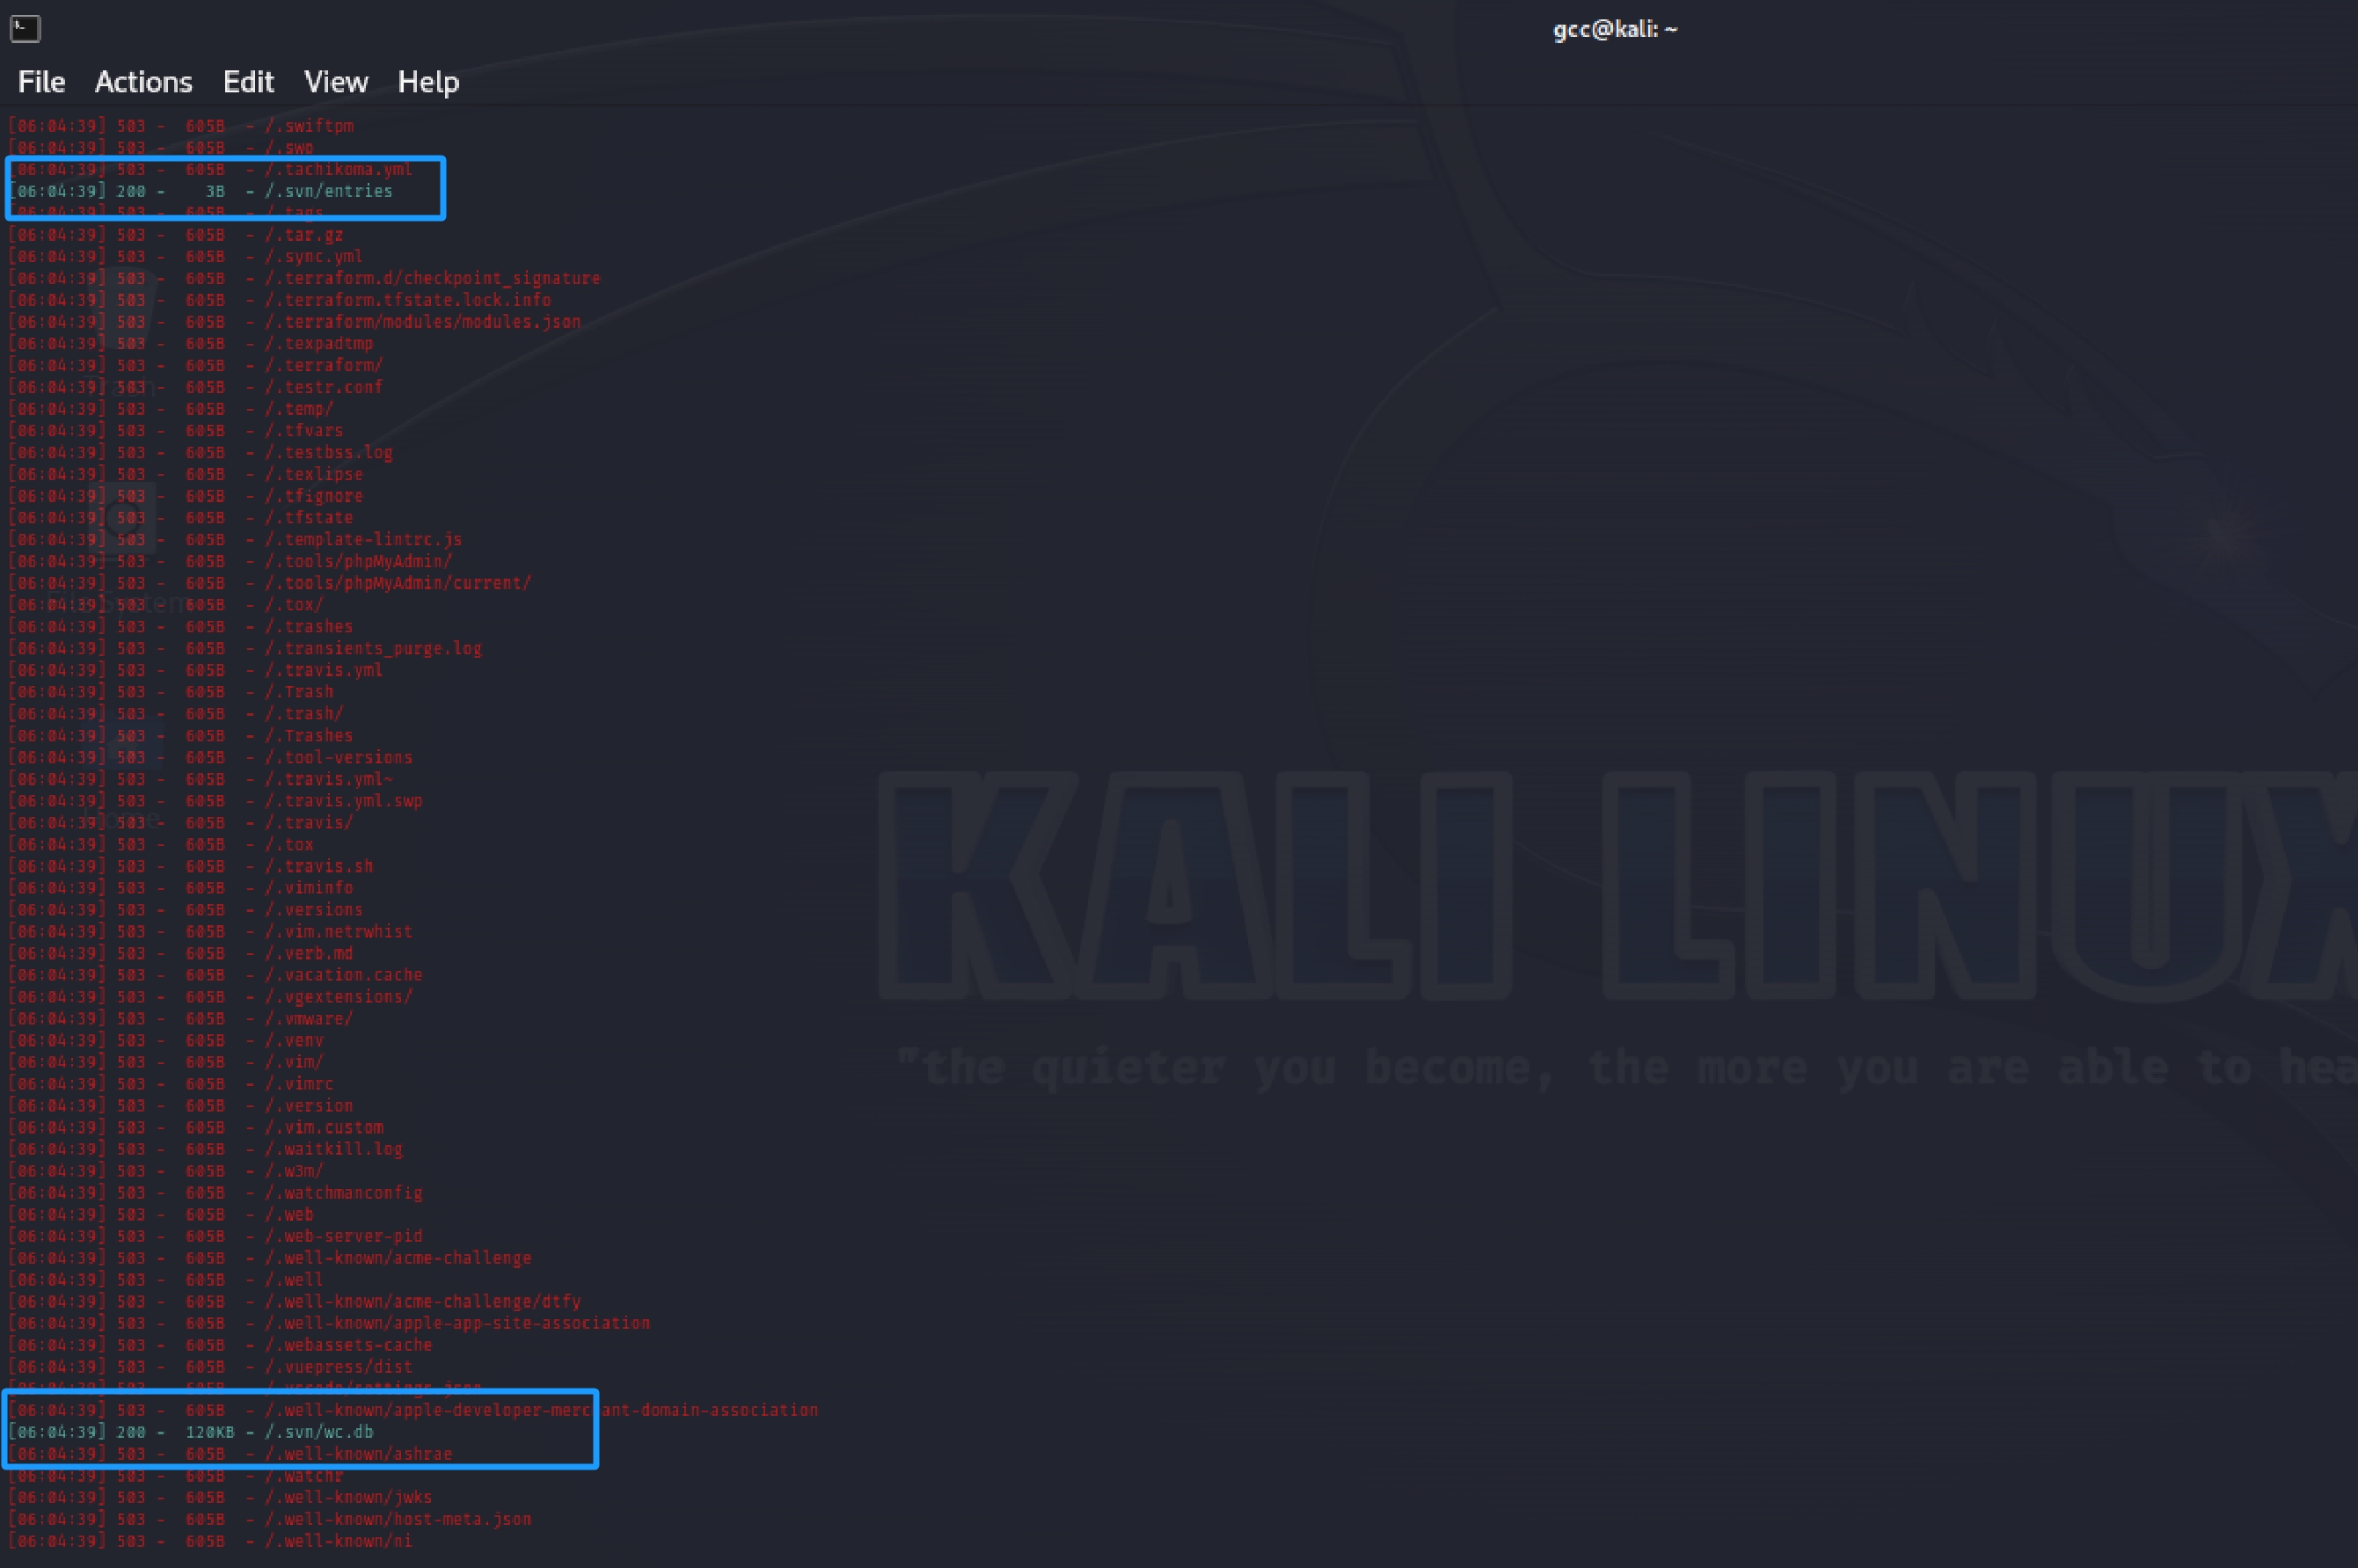 gcc@kali: ~
File Actions Edit View Help
[06:04:39] 503 -  605B  - /.swiftpm
[06:04:39] 503 -  605B  - /.swo
[06:04:39] 503 -  605B  - /.tachikoma.yml
[06:04:39] 200 -    3B  - /.svn/entries
[06:04:39] 503 -  605B  - /.tags
[06:04:39] 503 -  605B  - /.tar.gz
[06:04:39] 503 -  605B  - /.sync.yml
[06:04:39] 503 -  605B  - /.terraform.d/checkpoint_signature
[06:04:39] 503 -  605B  - /.terraform.tfstate.lock.info
[06:04:39] 503 -  605B  - /.terraform/modules/modules.json
[06:04:39] 503 -  605B  - /.texpadtmp
[06:04:39] 503 -  605B  - /.terraform/
[06:04:39] 503 -  605B  - /.testr.conf
[06:04:39] 503 -  605B  - /.temp/
[06:04:39] 503 -  605B  - /.tfvars
[06:04:39] 503 -  605B  - /.testbss.log
[06:04:39] 503 -  605B  - /.texlipse
[06:04:39] 503 -  605B  - /.tfignore
[06:04:39] 503 -  605B  - /.tfstate
[06:04:39] 503 -  605B  - /.template-lintrc.js
[06:04:39] 503 -  605B  - /.tools/phpMyAdmin/
[06:04:39] 503 -  605B  - /.tools/phpMyAdmin/current/
[06:04:39] 503 -  605B  - /.tox/
[06:04:39] 503 -  605B  - /.trashes
[06:04:39] 503 -  605B  - /.transients_purge.log
[06:04:39] 503 -  605B  - /.travis.yml
[06:04:39] 503 -  605B  - /.Trash
[06:04:39] 503 -  605B  - /.trash/
[06:04:39] 503 -  605B  - /.Trashes
[06:04:39] 503 -  605B  - /.tool-versions
[06:04:39] 503 -  605B  - /.travis.yml~
[06:04:39] 503 -  605B  - /.travis.yml.swp
[06:04:39] 503 -  605B  - /.travis/
[06:04:39] 503 -  605B  - /.tox
[06:04:39] 503 -  605B  - /.travis.sh
[06:04:39] 503 -  605B  - /.viminfo
[06:04:39] 503 -  605B  - /.versions
[06:04:39] 503 -  605B  - /.vim.netrwhist
[06:04:39] 503 -  605B  - /.verb.md
[06:04:39] 503 -  605B  - /.vacation.cache
[06:04:39] 503 -  605B  - /.vgextensions/
[06:04:39] 503 -  605B  - /.vmware/
[06:04:39] 503 -  605B  - /.venv
[06:04:39] 503 -  605B  - /.vim/
[06:04:39] 503 -  605B  - /.vimrc
[06:04:39] 503 -  605B  - /.version
[06:04:39] 503 -  605B  - /.vim.custom
[06:04:39] 503 -  605B  - /.waitkill.log
[06:04:39] 503 -  605B  - /.w3m/
[06:04:39] 503 -  605B  - /.watchmanconfig
[06:04:39] 503 -  605B  - /.web
[06:04:39] 503 -  605B  - /.web-server-pid
[06:04:39] 503 -  605B  - /.well-known/acme-challenge
[06:04:39] 503 -  605B  - /.well
[06:04:39] 503 -  605B  - /.well-known/acme-challenge/dtfy
[06:04:39] 503 -  605B  - /.well-known/apple-app-site-association
[06:04:39] 503 -  605B  - /.webassets-cache
[06:04:39] 503 -  605B  - /.vuepress/dist
[06:04:39] 503 -  605B  - /.vscode/settings.json
[06:04:39] 503 -  605B  - /.well-known/apple-developer-merchant-domain-association
[06:04:39] 200 -  120KB - /.svn/wc.db
[06:04:39] 503 -  605B  - /.well-known/ashrae
[06:04:39] 503 -  605B  - /.watchr
[06:04:39] 503 -  605B  - /.well-known/jwks
[06:04:39] 503 -  605B  - /.well-known/host-meta.json
[06:04:39] 503 -  605B  - /.well-known/ni
Trash
File System
Home
KALI LINUX
"the quieter you become, the more you are able to hea